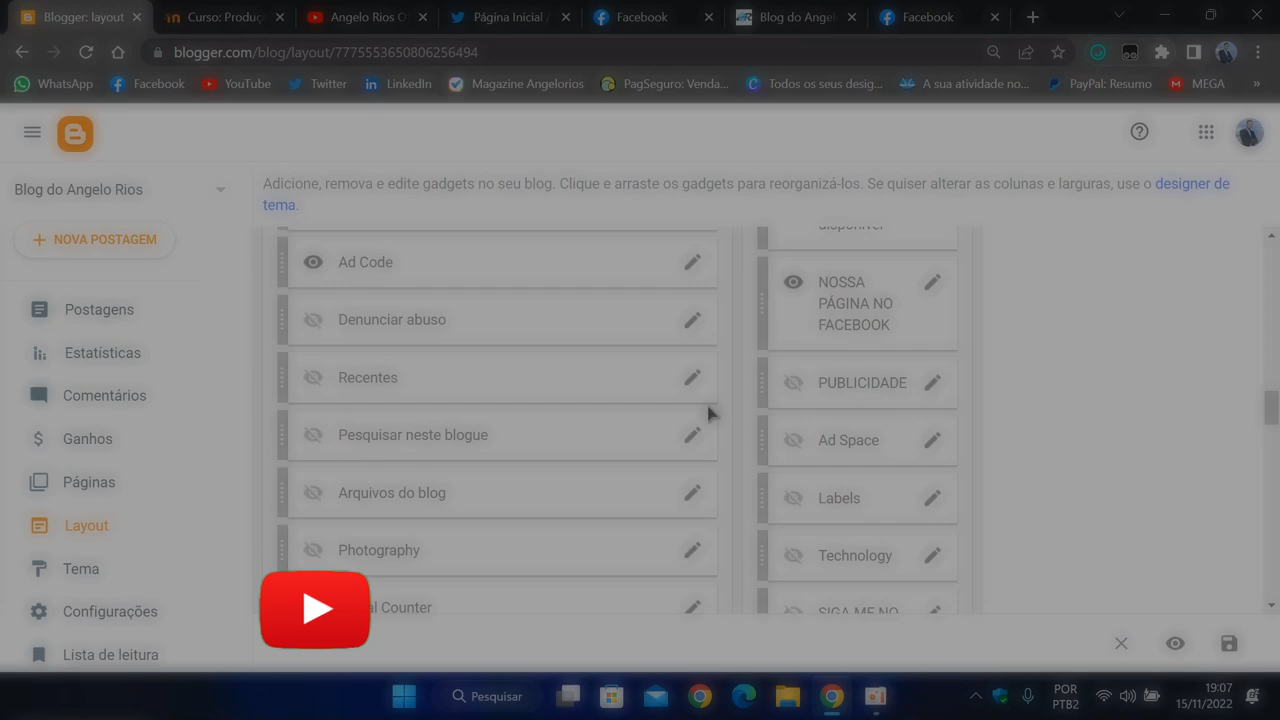 Blogger: layout
Curso: Produç
Angelo Rios O
Página Inicial /
Facebook
Blog do Angel
Facebook
blogger.com/blog/layout/7775553650806256494
WhatsApp
Facebook
YouTube
Twitter
LinkedIn
Magazine Angelorios
PagSeguro: Venda...
Todos os seus desig...
A sua atividade no...
PayPal: Resumo
MEGA
»
Blog do Angelo Rios
NOVA POSTAGEM
Postagens
Estatísticas
Comentários
Ganhos
Páginas
Layout
Tema
Configurações
Lista de leitura
Adicione, remova e edite gadgets no seu blog. Clique e arraste os gadgets para reorganizá-los. Se quiser alterar as colunas e larguras, use o designer de
tema.
Ad Code
Denunciar abuso
Recentes
Pesquisar neste blogue
Arquivos do blog
Photography
al Counter
disponível
NOSSA
PÁGINA NO
FACEBOOK
PUBLICIDADE
Ad Space
Labels
Technology
SIGA ME NO
Pesquisar
POR
PTB2
19:07
15/11/2022